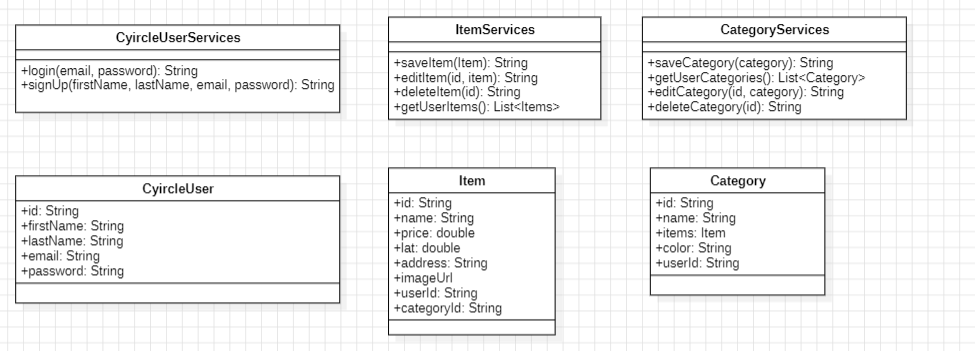 CyircleUserServices
+login(email, password): String
+signUp(firstName, lastName, email, password): String
ItemServices
+saveItem(Item): String
+editItem(id, item): String
+deleteItem(id): String
+getUserItems(): List<Items>
CategoryServices
+saveCategory(category): String
+getUserCategories(): List<Category>
+editCategory(id, category): String
+deleteCategory(id): String
CyircleUser
+id: String
+firstName: String
+lastName: String
+email: String
+password: String
Item
+id: String
+name: String
+price: double
+lat: double
+address: String
+imageUrl
+userId: String
+categoryId: String
Category
+id: String
+name: String
+items: Item
+color: String
+userId: String